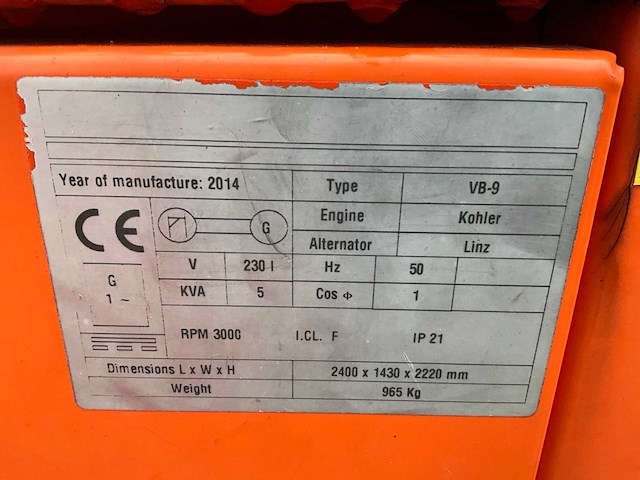 Year of manufacture: 2014 Type VB-9
CE G Engine Kohler
Alternator Linz
V 230 I Hz 50
G KVA 5 Cos Φ 1
1 ~
RPM 3000 I.CL. F IP 21
Dimensions L x W x H 2400 x 1430 x 2220 mm
Weight 965 Kg